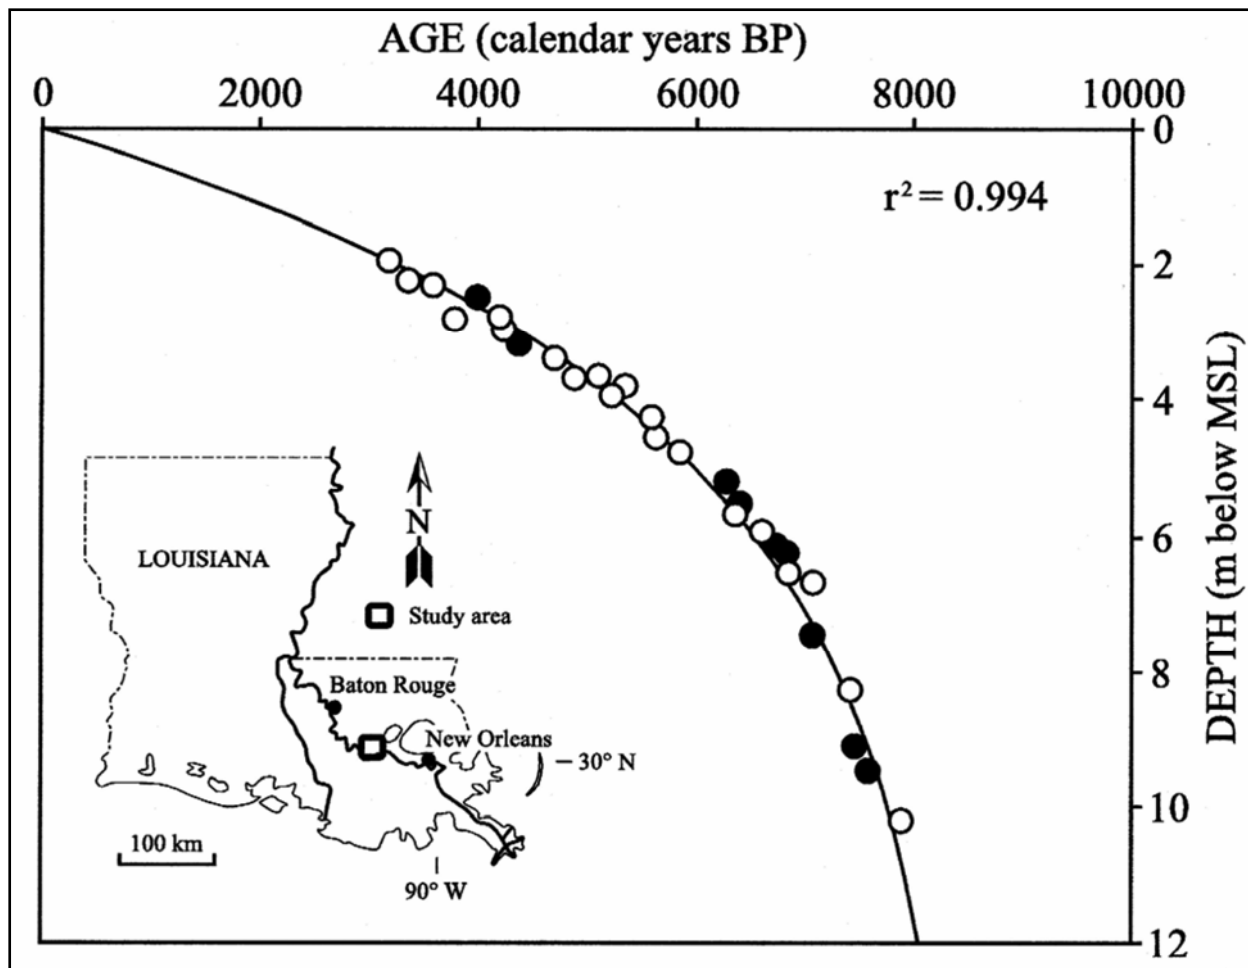 AGE (calendar years BP)
0 2000 4000 6000 8000 10000
0
r² = 0.994
2
4
6
8
10
12
DEPTH (m below MSL)
N
LOUISIANA
Study area
Baton Rouge
New Orleans
30° N
100 km
90° W